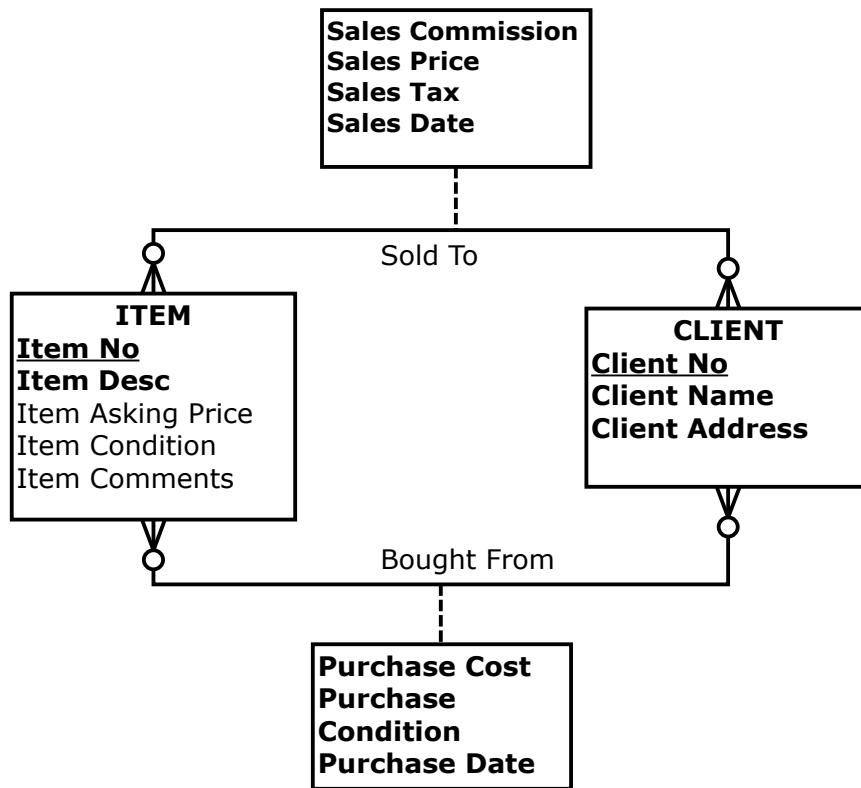 Sales Commission
Sales Price
Sales Tax
Sales Date
Sold To
ITEM
Item No
Item Desc
Item Asking Price
Item Condition
Item Comments
CLIENT
Client No
Client Name
Client Address
Bought From
Purchase Cost
Purchase
Condition
Purchase Date